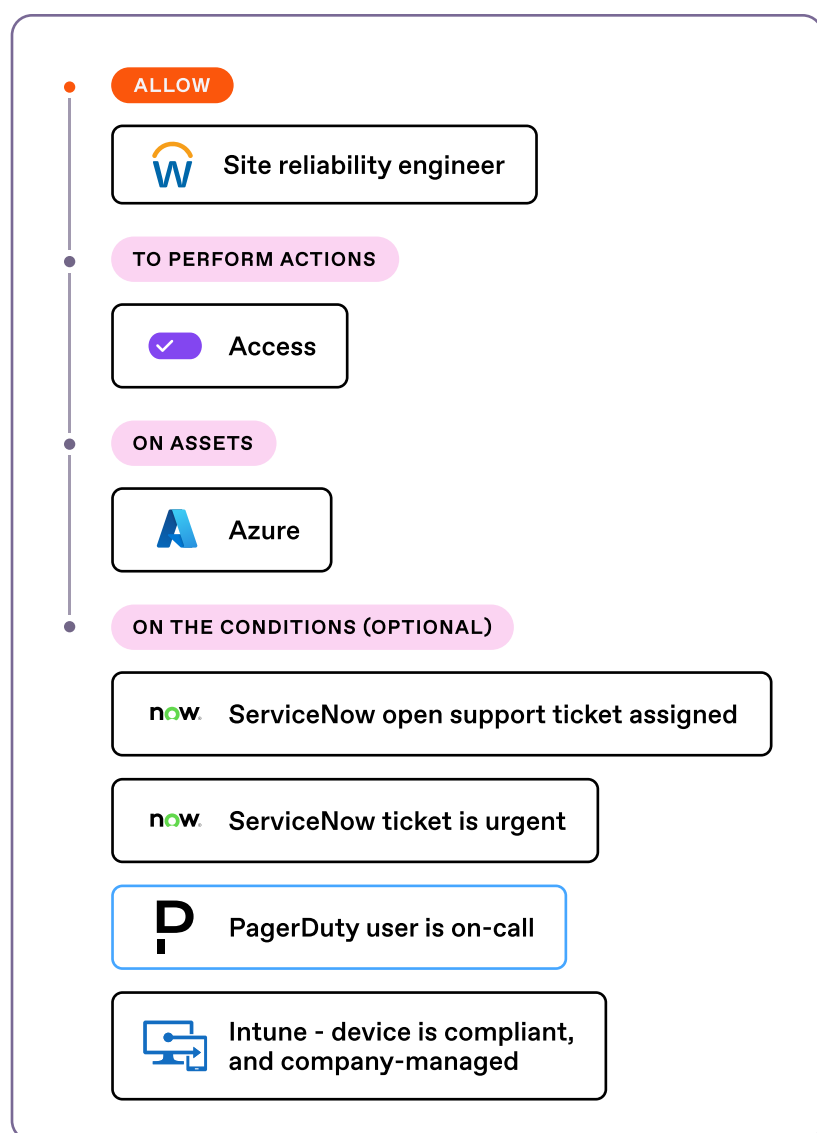 ALLOW
W
Site reliability engineer
TO PERFORM ACTIONS
Access
ON ASSETS
Azure
ON THE CONDITIONS (OPTIONAL)
now. ServiceNow open support ticket assigned
now. ServiceNow ticket is urgent
P PagerDuty user is on-call
Intune - device is compliant,
and company-managed